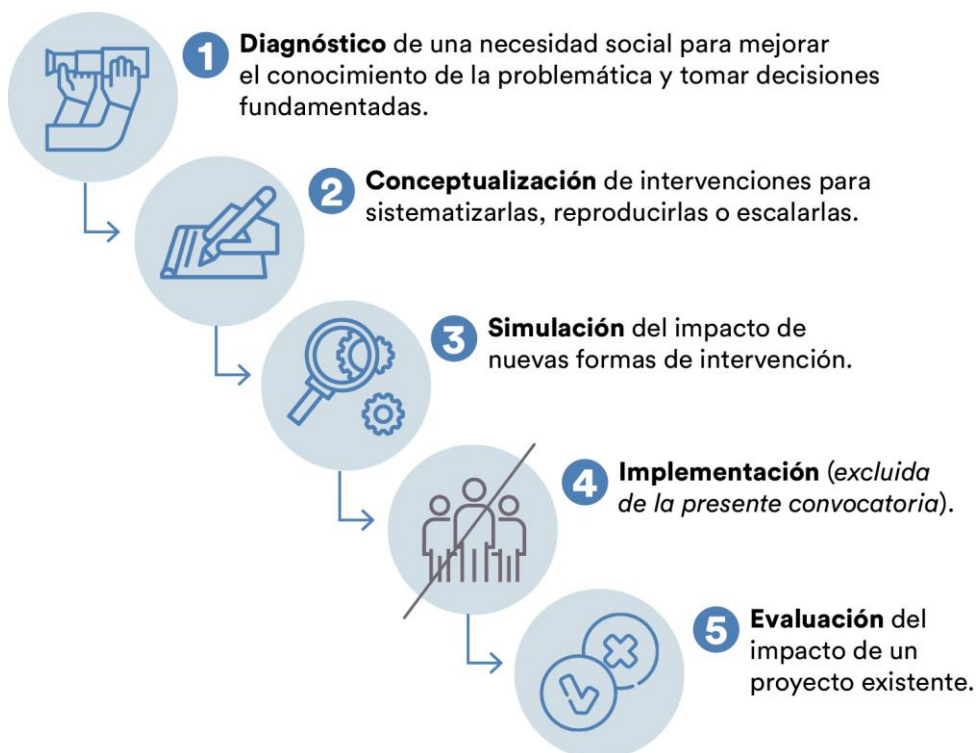 1 Diagnóstico de una necesidad social para mejorar
el conocimiento de la problemática y tomar decisiones
fundamentadas.
2 Conceptualización de intervenciones para
sistematizarlas, reproducirlas o escalarlas.
3 Simulación del impacto de
nuevas formas de intervención.
4 Implementación (excluida
de la presente convocatoria).
5 Evaluación del
impacto de un
proyecto existente.